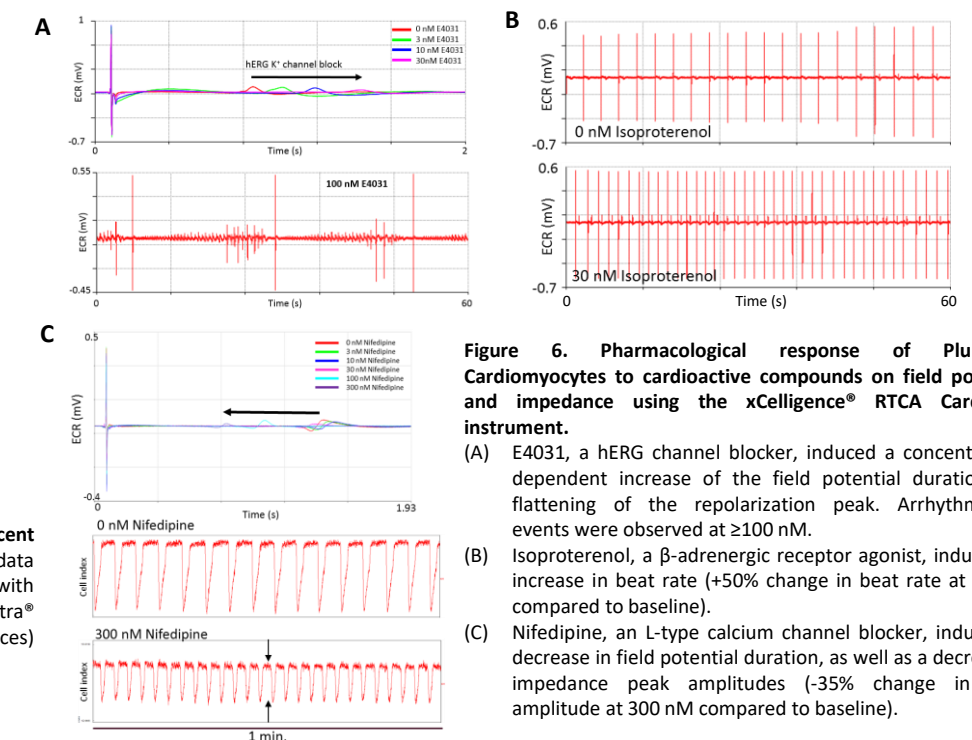 A
1
ECR (mV)
-0.7
0 nM E4031
3 nM E4031
10 nM E4031
30nM E4031
hERG K⁺ channel block
0
Time (s)
2
0.55
ECR (mV)
-0.45
100 nM E4031
0
Time (s)
60
B
0.6
ECR (mV)
-0.7
0 nM Isoproterenol
0.6
ECR (mV)
-0.7
30 nM Isoproterenol
0
Time (s)
60
C
0.5
ECR (mV)
-0.4
0 nM Nifedipine
3 nM Nifedipine
10 nM Nifedipine
30 nM Nifedipine
100 nM Nifedipine
300 nM Nifedipine
0
Time (s)
1.93
0 nM Nifedipine
Cell index
300 nM Nifedipine
Cell index
1 min.
cent
data
with
tra®
ces)
Figure 6. Pharmacological response of Plu
Cardiomyocytes to cardioactive compounds on field po
and impedance using the xCelligence® RTCA Car
instrument.
(A) E4031, a hERG channel blocker, induced a concent
dependent increase of the field potential duratio
flattening of the repolarization peak. Arrhythn
events were observed at ≥100 nM.
(B) Isoproterenol, a β-adrenergic receptor agonist, indu
increase in beat rate (+50% change in beat rate at
compared to baseline).
(C) Nifedipine, an L-type calcium channel blocker, indu
decrease in field potential duration, as well as a decre
impedance peak amplitudes (-35% change in
amplitude at 300 nM compared to baseline).